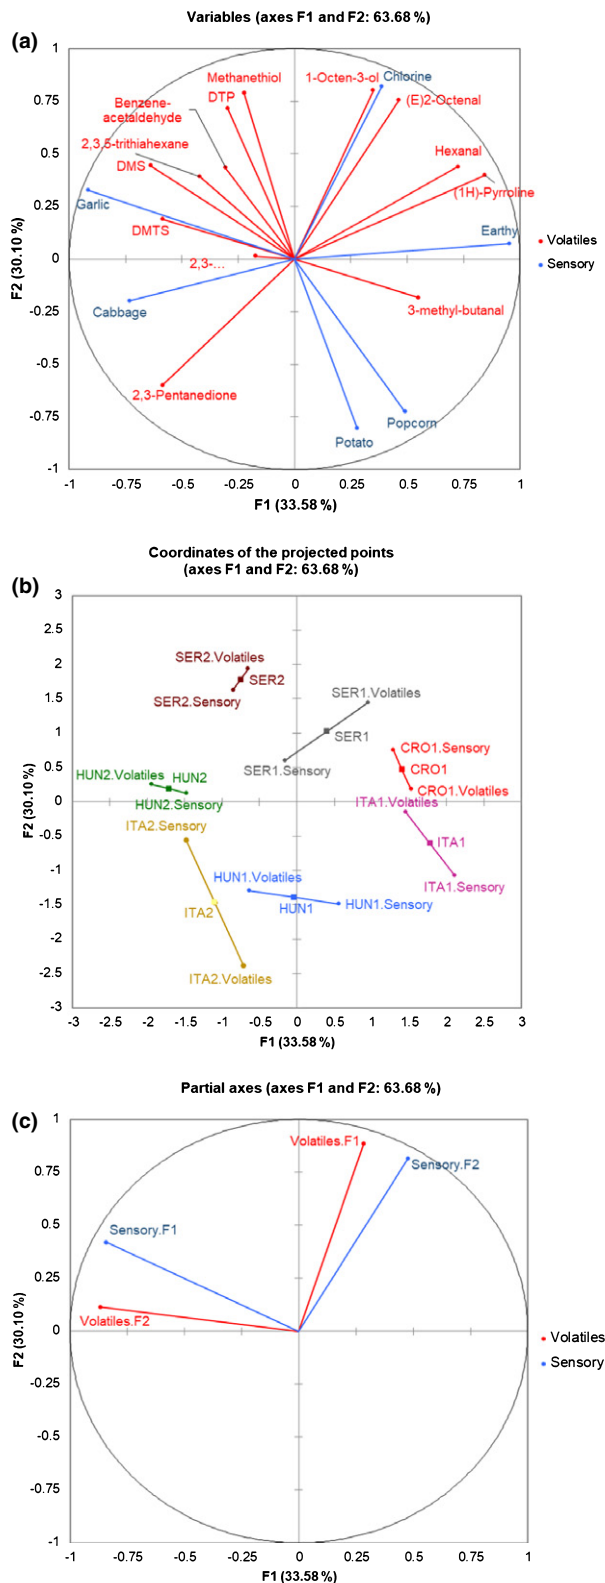 Variables (axes F1 and F2: 63.68 %)
(a)
1
0.75
0.5
0.25
0
-0.25
-0.5
-0.75
-1
F2 (30.10 %)
Methanethiol
1-Octen-3-ol
Chlorine
DTP
(E)2-Octenal
Benzene-
acetaldehyde
2,3,5-trithiahexane
Hexanal
DMS
(1H)-Pyrroline
Garlic
DMTS
Earthy
2,3-...
Cabbage
3-methyl-butanal
2,3-Pentanedione
Popcorn
Potato
Volatiles
Sensory
-1
-0.75
-0.5
-0.25
0
0.25
0.5
0.75
1
F1 (33.58 %)
Coordinates of the projected points
(axes F1 and F2: 63.68 %)
(b)
3
2.5
2
1.5
1
0.5
0
-0.5
-1
-1.5
-2
-2.5
-3
F2 (30.10 %)
SER2.Volatiles
SER2
SER2.Sensory
SER1.Volatiles
SER1
SER1.Sensory
CRO1.Sensory
CRO1
CRO1.Volatiles
HUN2.Volatiles
HUN2
HUN2.Sensory
ITA1.Volatiles
ITA1
ITA1.Sensory
ITA2.Sensory
ITA2
ITA2.Volatiles
HUN1.Volatiles
HUN1
HUN1.Sensory
-3
-2.5
-2
-1.5
-1
-0.5
0
0.5
1
1.5
2
2.5
3
F1 (33.58 %)
Partial axes (axes F1 and F2: 63.68 %)
(c)
1
0.75
0.5
0.25
0
-0.25
-0.5
-0.75
-1
F2 (30.10 %)
Volatiles.F1
Sensory.F2
Sensory.F1
Volatiles.F2
Volatiles
Sensory
-1
-0.75
-0.5
-0.25
0
0.25
0.5
0.75
1
F1 (33.58 %)